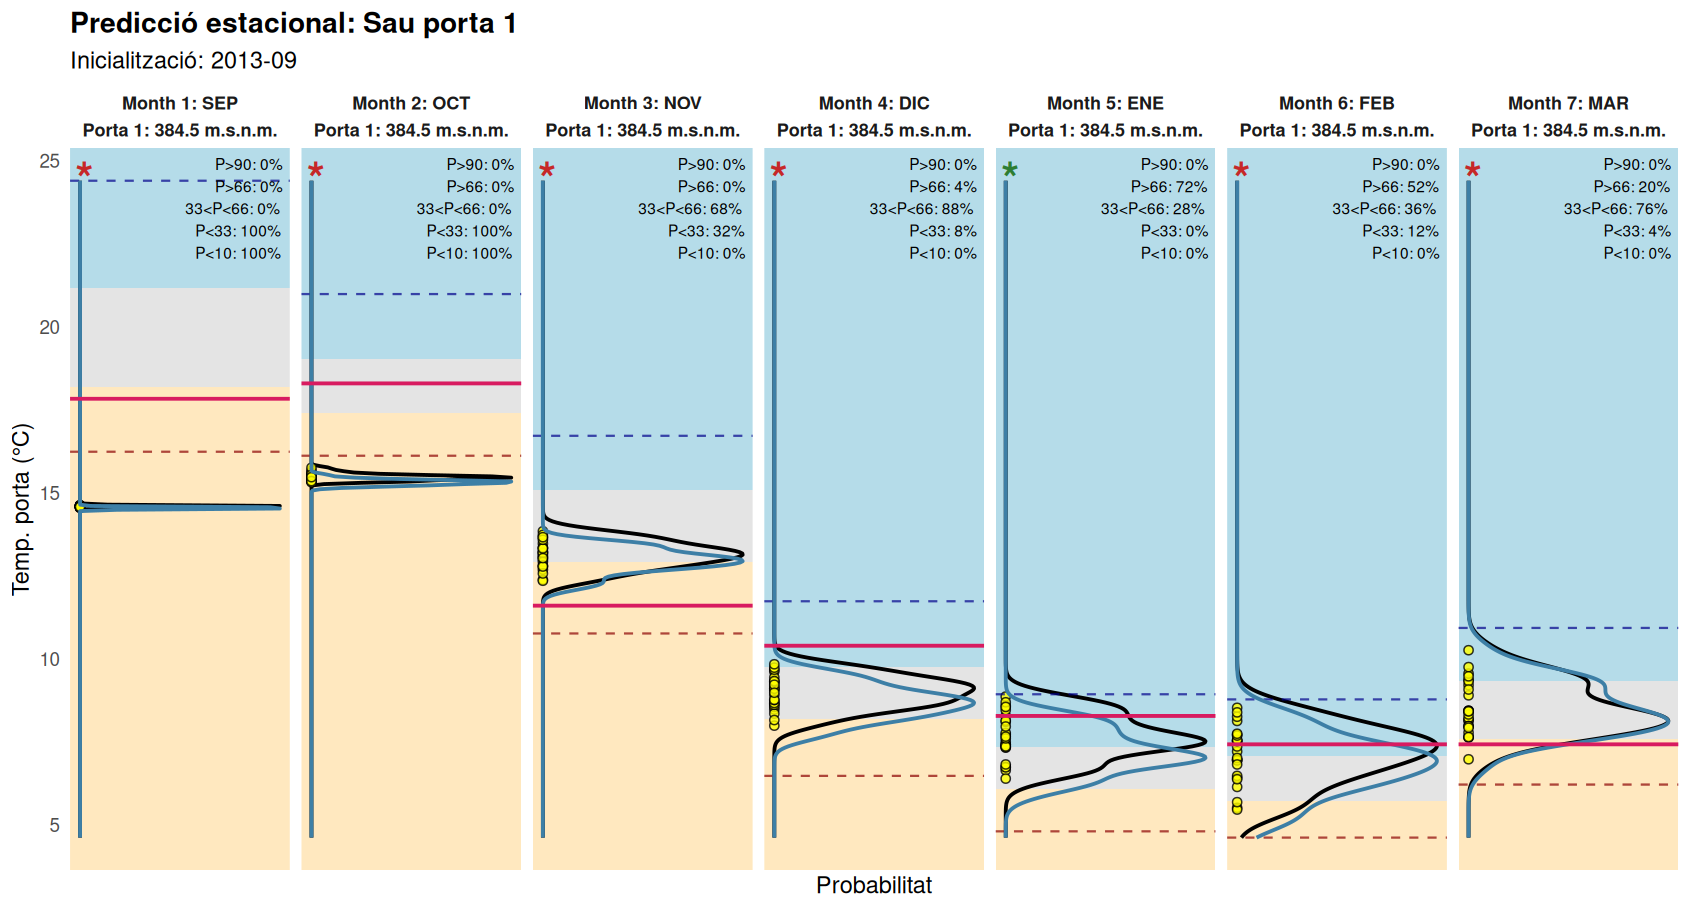 Predicció estacional: Sau porta 1
Inicialització: 2013-09
Month 1: SEP
Porta 1: 384.5 m.s.n.m.
Month 2: OCT
Porta 1: 384.5 m.s.n.m.
Month 3: NOV
Porta 1: 384.5 m.s.n.m.
Month 4: DIC
Porta 1: 384.5 m.s.n.m.
Month 5: ENE
Porta 1: 384.5 m.s.n.m.
Month 6: FEB
Porta 1: 384.5 m.s.n.m.
Month 7: MAR
Porta 1: 384.5 m.s.n.m.
*
P>90: 0%
P>66: 0%
33<P<66: 0%
P<33: 100%
P<10: 100%
*
P>90: 0%
P>66: 0%
33<P<66: 0%
P<33: 100%
P<10: 100%
*
P>90: 0%
P>66: 0%
33<P<66: 68%
P<33: 32%
P<10: 0%
*
P>90: 0%
P>66: 4%
33<P<66: 88%
P<33: 8%
P<10: 0%
*
P>90: 0%
P>66: 72%
33<P<66: 28%
P<33: 0%
P<10: 0%
*
P>90: 0%
P>66: 52%
33<P<66: 36%
P<33: 12%
P<10: 0%
*
P>90: 0%
P>66: 20%
33<P<66: 76%
P<33: 4%
P<10: 0%
25
20
15
10
5
Temp. porta (°C)
Probabilitat